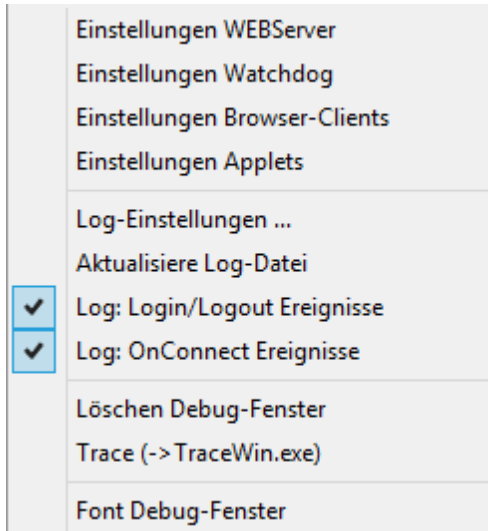 Einstellungen WEBServer
Einstellungen Watchdog
Einstellungen Browser-Clients
Einstellungen Applets
Log-Einstellungen ...
Aktualisiere Log-Datei
Log: Login/Logout Ereignisse
Log: OnConnect Ereignisse
Löschen Debug-Fenster
Trace (->TraceWin.exe)
Font Debug-Fenster